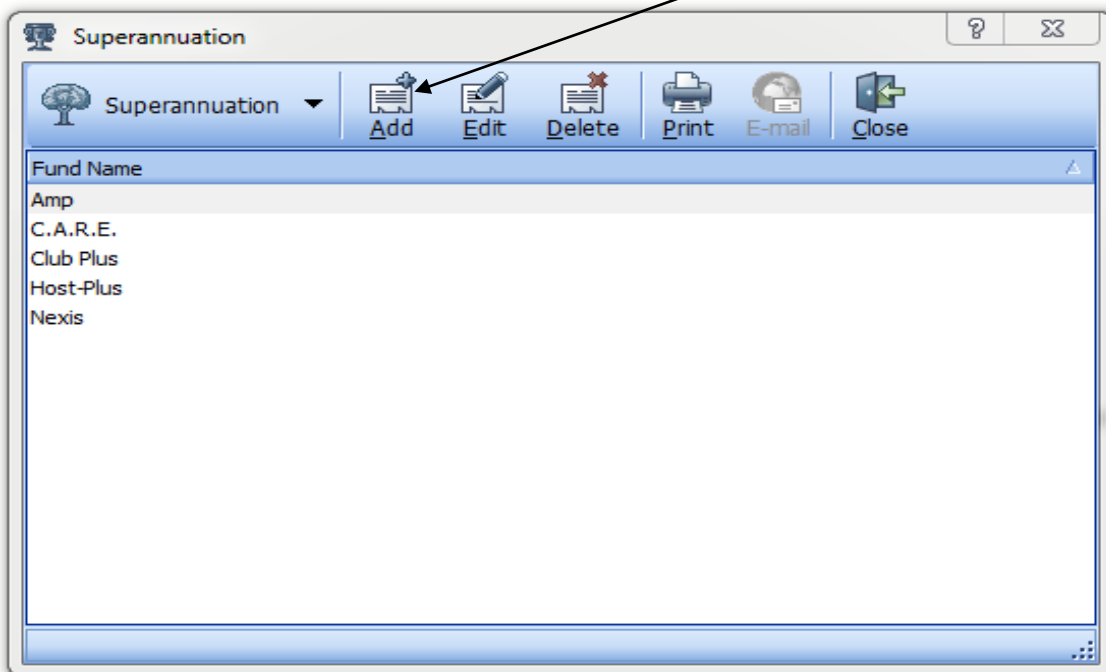 Superannuation
Superannuation Add Edit Delete Print E-mail Close
Fund Name
Amp
C.A.R.E.
Club Plus
Host-Plus
Nexis